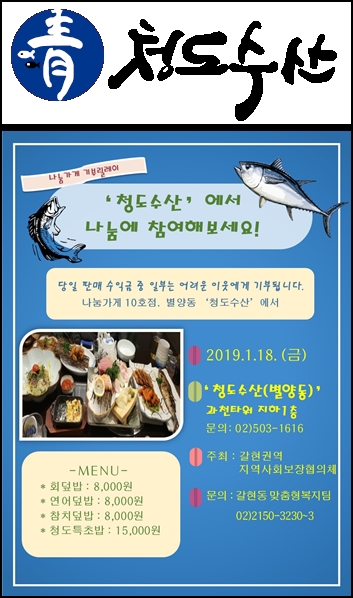 青 청도수산
나눔가게 기부릴레이
‘청도수산’ 에서
나눔에 참여해보세요!
당일 판매 수익금 중 일부는 어려운 이웃에게 기부됩니다.
나눔가게 10호점, 별양동 ‘청도수산’에서
2019.1.18. (금)
‘청도수산(별양동)’
과천타워 지하1층
문의: 02)503-1616
주최 : 갈현권역
지역사회보장협의체
문의 : 갈현동 맞춤형복지팀
02)2150-3230~3
-MENU-
* 회덮밥 : 8,000원
* 연어덮밥 : 8,000원
* 참치덮밥 : 8,000원
* 청도특초밥 : 15,000원